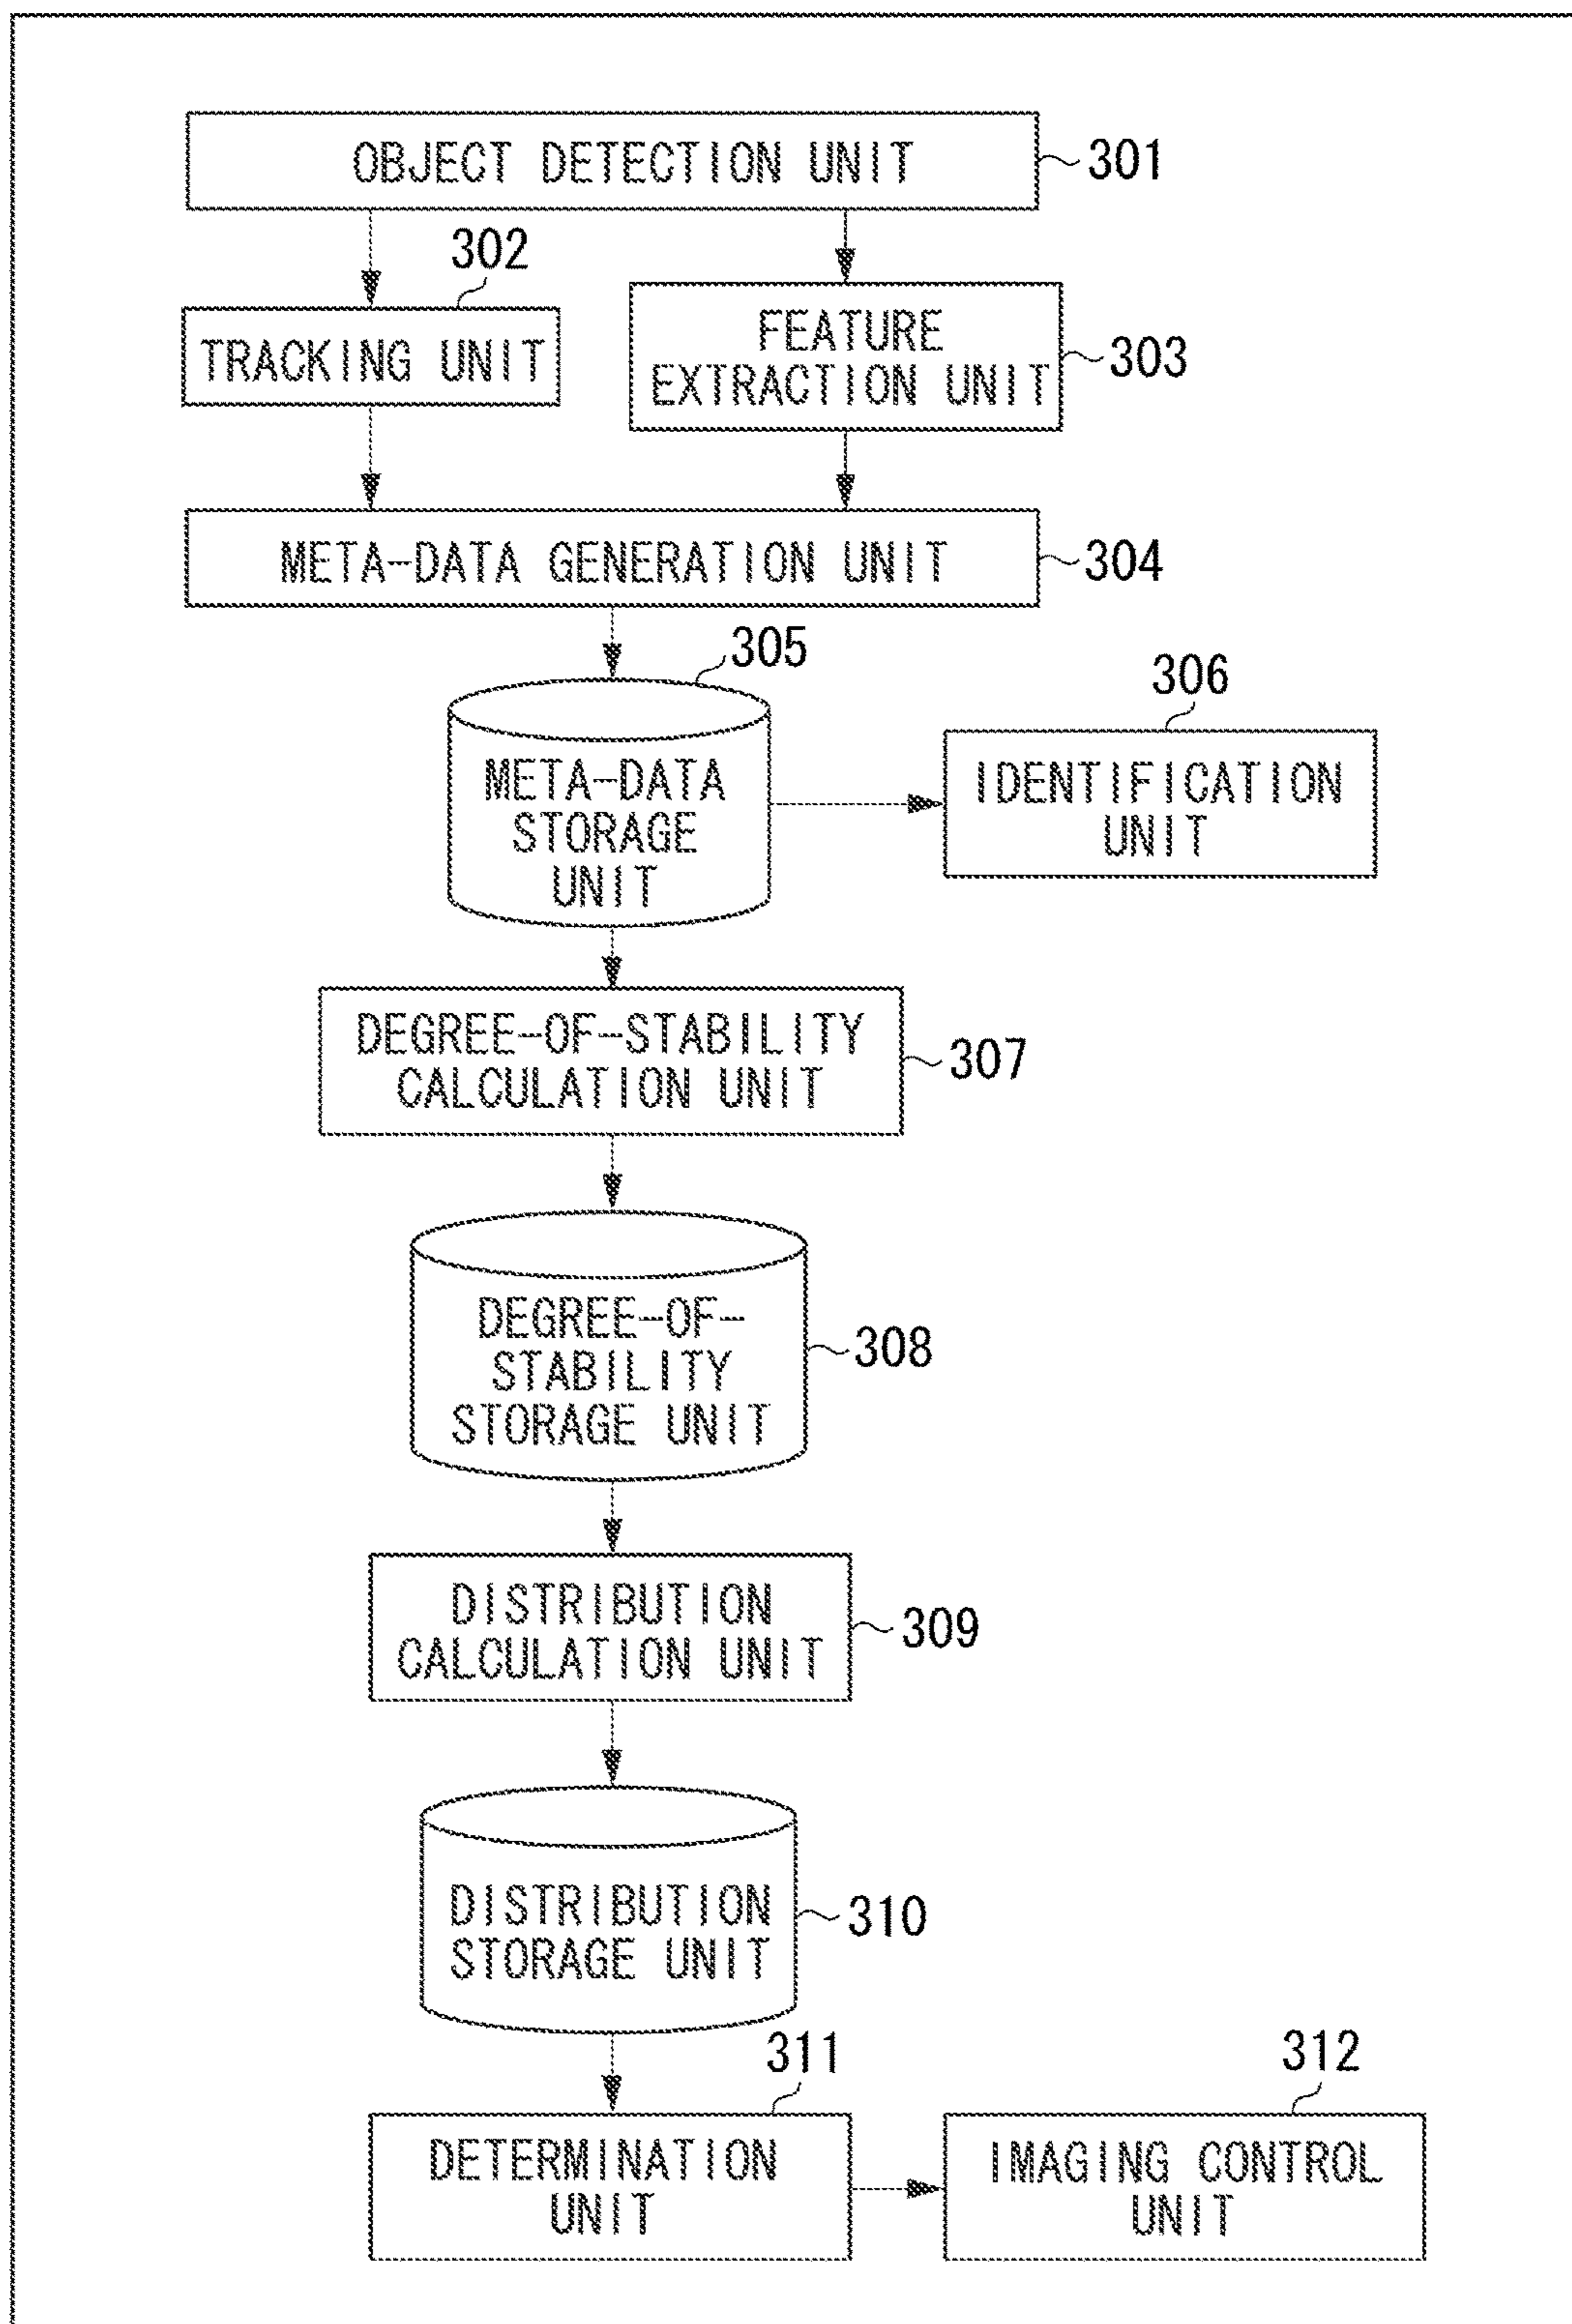 OBJECT DETECTION UNIT
301
302
TRACKING UNIT
FEATURE
EXTRACTION UNIT
303
META-DATA GENERATION UNIT
304
305
META-DATA
STORAGE
UNIT
306
IDENTIFICATION
UNIT
DEGREE-OF-STABILITY
CALCULATION UNIT
307
DEGREE-OF-
STABILITY
STORAGE UNIT
308
DISTRIBUTION
CALCULATION UNIT
309
DISTRIBUTION
STORAGE UNIT
310
311
DETERMINATION
UNIT
312
IMAGING CONTROL
UNIT